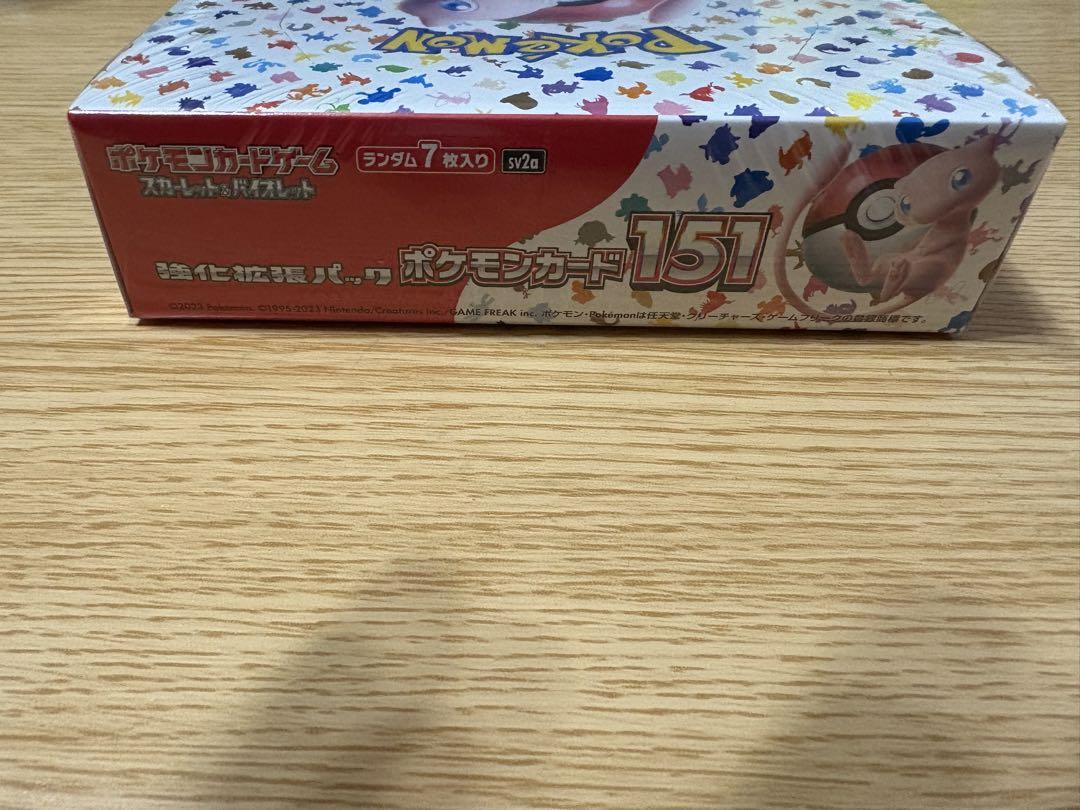 POKéMON
ポケモンカードゲーム
スカーレット&バイオレット
ランダム7枚入り
sv2a
強化拡張パック ポケモンカード151
©2023 Pokémon. ©1995-2023 Nintendo/Creatures Inc./GAME FREAK inc. ポケモン・Pokémonは任天堂・クリーチャーズ・ゲームフリークの登録商標です。